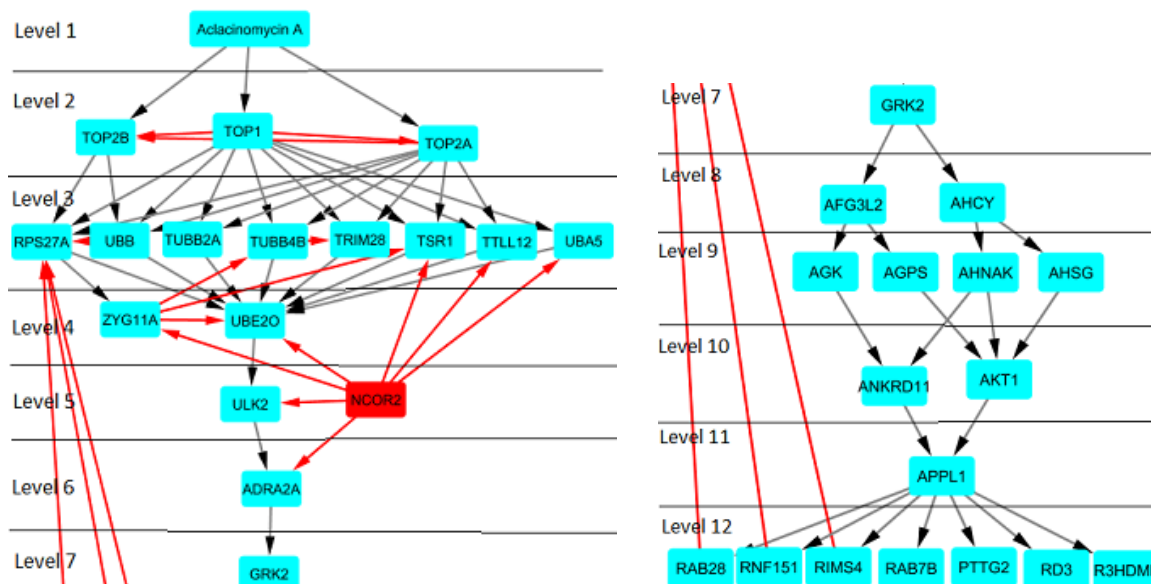 Level 1
Aclacinomycin A
Level 2
TOP2B
TOP1
TOP2A
Level 3
RPS27A
UBB
TUBB2A
TUBB4B
TRIM28
TSR1
TTLL12
UBA5
Level 4
ZYG11A
UBE2O
Level 5
ULK2
NCOR2
Level 6
ADRA2A
Level 7
GRK2
Level 7
GRK2
Level 8
AFG3L2
AHCY
Level 9
AGK
AGPS
AHNAK
AHSG
Level 10
ANKRD11
AKT1
Level 11
APPL1
Level 12
RAB28
RNF151
RIMS4
RAB7B
PTTG2
RD3
R3HDM